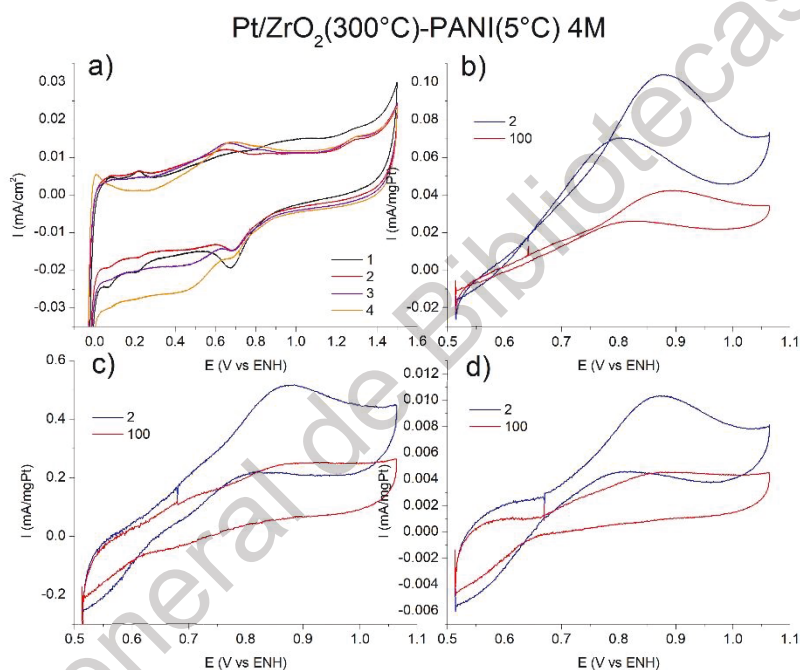 Pt/ZrO2(300°C)-PANI(5°C) 4M
a)
0.03
0.02
0.01
0.00
-0.01
-0.02
-0.03
I (mA/cm²)
1
2
3
4
0.0 0.2 0.4 0.6 0.8 1.0 1.2 1.4 1.6
E (V vs ENH)
b)
0.10
0.08
0.06
0.04
0.02
0.00
-0.02
I (mA/mgPt)
2
100
0.5 0.6 0.7 0.8 0.9 1.0 1.1
E (V vs ENH)
c)
0.6
0.4
0.2
0.0
-0.2
I (mA/mgPt)
2
100
0.5 0.6 0.7 0.8 0.9 1.0 1.1
E (V vs ENH)
d)
0.012
0.010
0.008
0.006
0.004
0.002
0.000
-0.002
-0.004
-0.006
I (mA/mgPt)
2
100
0.5 0.6 0.7 0.8 0.9 1.0 1.1
E (V vs ENH)
eneral de Bibliotecas